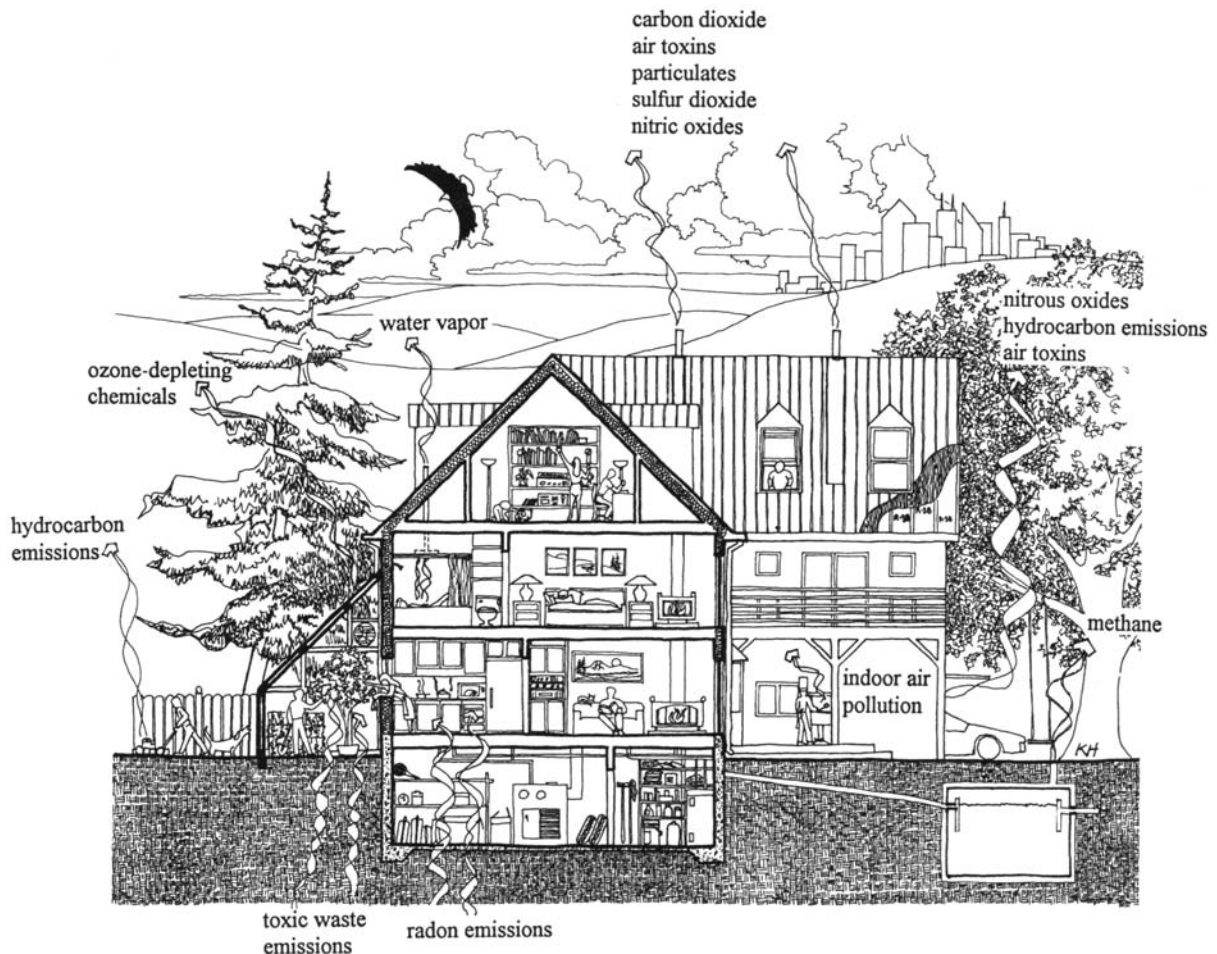 carbon dioxide
air toxins
particulates
sulfur dioxide
nitric oxides
nitrous oxides
hydrocarbon emissions
air toxins
water vapor
ozone-depleting
chemicals
hydrocarbon
emissions
methane
indoor air
pollution
KH
toxic waste
emissions
radon emissions